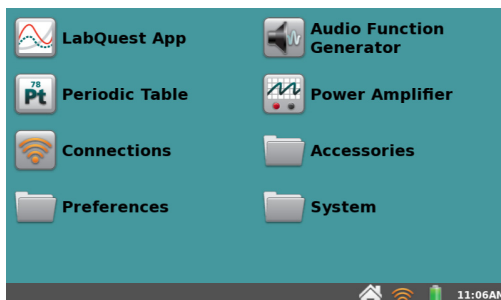 LabQuest App
Audio Function
Generator
78
Pt
Periodic Table
Power Amplifier
Connections
Accessories
Preferences
System
11:06AM